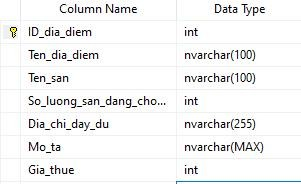 Column Name Data Type
ID_dia_diem int
Ten_dia_diem nvarchar(100)
Ten_san nvarchar(100)
So_luong_san_dang_cho... int
Dia_chi_day_du nvarchar(255)
Mo_ta nvarchar(MAX)
Gia_thue int